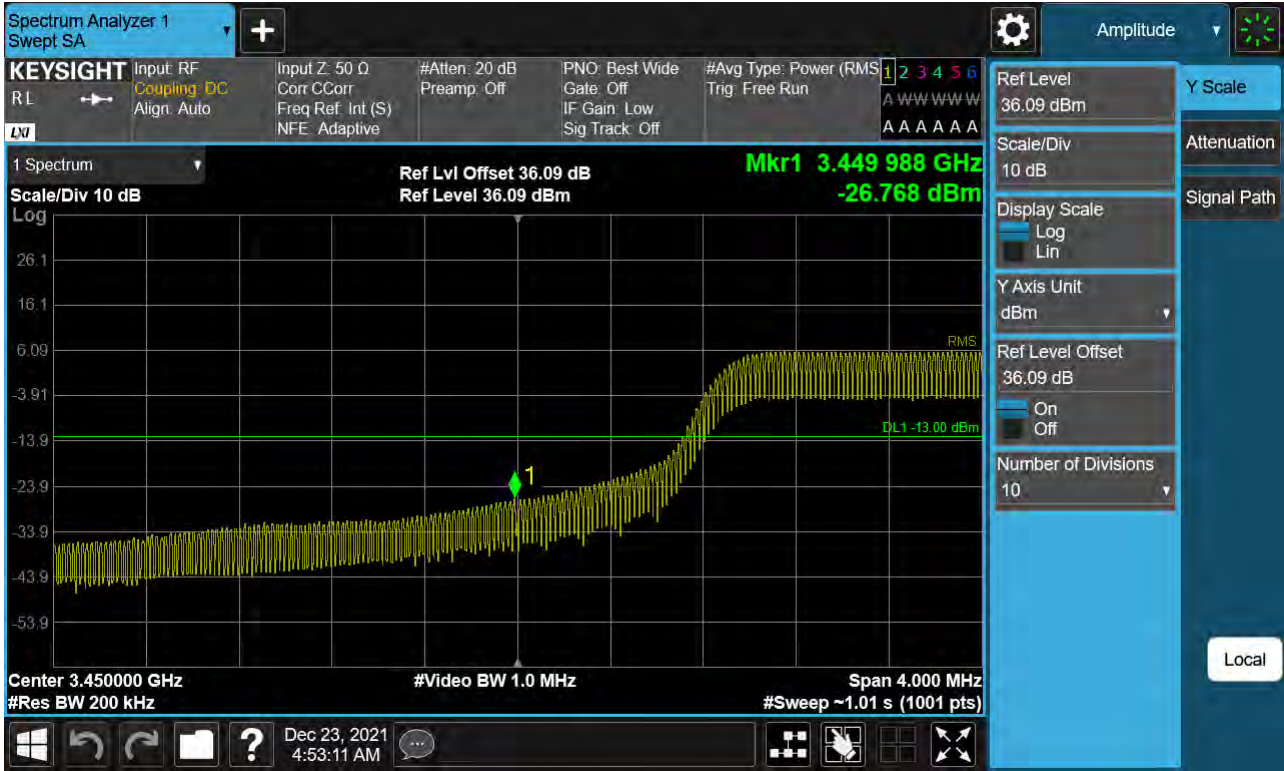 Spectrum Analyzer 1
Swept SA
+
Amplitude
KEYSIGHT
R L
LXI
Input: RF
Coupling: DC
Align: Auto
Input Z: 50 Ω
Corr CCorr
Freq Ref: Int (S)
NFE: Adaptive
#Atten: 20 dB
Preamp: Off
PNO: Best Wide
Gate: Off
IF Gain: Low
Sig Track: Off
#Avg Type: Power (RMS
Trig: Free Run
1 2 3 4 5 6
A W W W W W
A A A A A A
1 Spectrum
Scale/Div 10 dB
Ref Lvl Offset 36.09 dB
Ref Level 36.09 dBm
Mkr1 3.449 988 GHz
-26.768 dBm
Log
26.1
16.1
6.09
-3.91
-13.9
-23.9
-33.9
-43.9
-53.9
RMS
DL1 -13.00 dBm
1
Center 3.450000 GHz
#Res BW 200 kHz
#Video BW 1.0 MHz
Span 4.000 MHz
#Sweep ~1.01 s (1001 pts)
Ref Level
36.09 dBm
Scale/Div
10 dB
Display Scale
Log
Lin
Y Axis Unit
dBm
Ref Level Offset
36.09 dB
On
Off
Number of Divisions
10
Y Scale
Attenuation
Signal Path
Local
?
Dec 23, 2021
4:53:11 AM